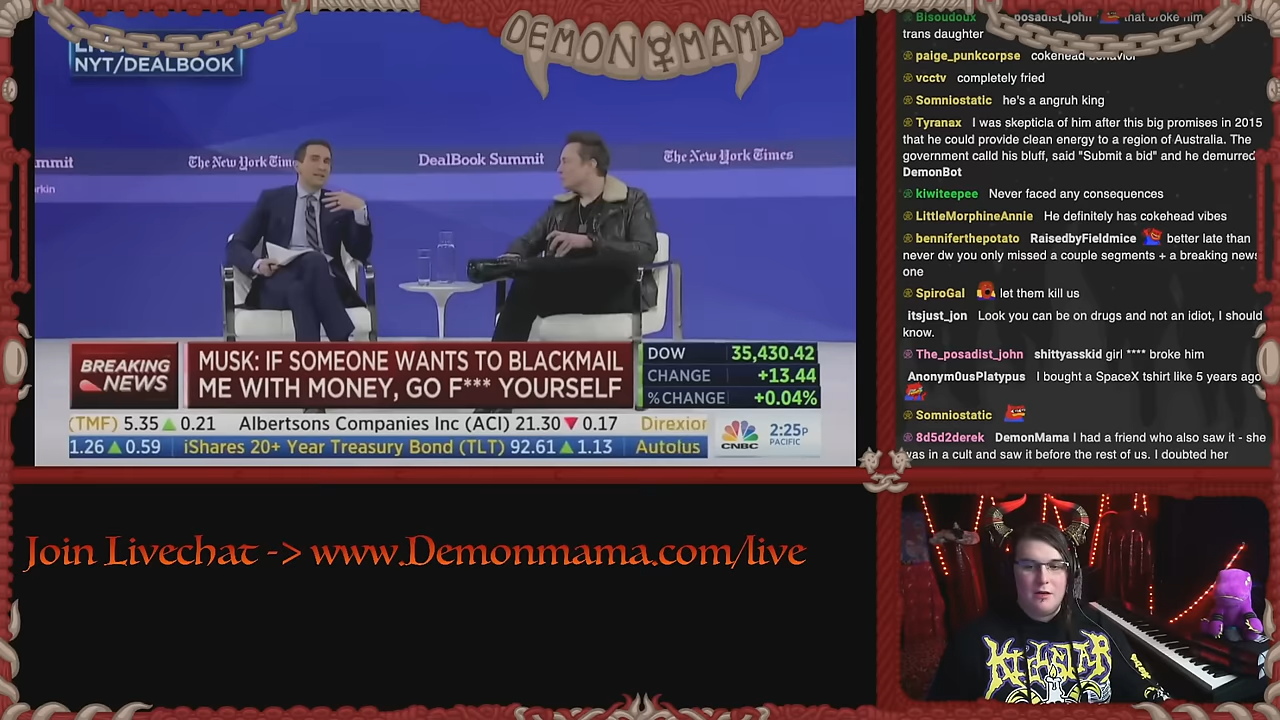 DEMON MAMA
NYT/DEALBOOK
mmit
The New York Times
DealBook Summit
The New York Times
rkin
BREAKING
NEWS
MUSK: IF SOMEONE WANTS TO BLACKMAIL
ME WITH MONEY, GO F*** YOURSELF
DOW 35,430.42
CHANGE +13.44
% CHANGE +0.04%
(TMF) 5.35 ▲ 0.21 Albertsons Companies Inc (ACI) 21.30 ▼ 0.17 Direxion
1.26 ▲ 0.59 iShares 20+ Year Treasury Bond (TLT) 92.61 ▲ 1.13 Autolus
CNBC
2:25P
PACIFIC
Join Livechat -> www.Demonmama.com/live
Bisoudoux posadist_john that broke him his
trans daughter
paige_punkcorpse cokehead behavior
vcctv completely fried
Somniostatic he's a angruh king
Tyranax I was skepticla of him after this big promises in 2015
that he could provide clean energy to a region of Australia. The
government calld his bluff, said "Submit a bid" and he demurred
DemonBot
kiwiteepee Never faced any consequences
LittleMorphineAnnie He definitely has cokehead vibes
benniferthepotato RaisedbyFieldmice better late than
never dw you only missed a couple segments + a breaking news
one
SpiroGal let them kill us
itsjust_jon Look you can be on drugs and not an idiot, I should
know.
The_posadist_john shittyasskid girl **** broke him
Anonym0usPlatypus I bought a SpaceX tshirt like 5 years ago
Somniostatic
8d5d2derek DemonMama I had a friend who also saw it - she
was in a cult and saw it before the rest of us. I doubted her